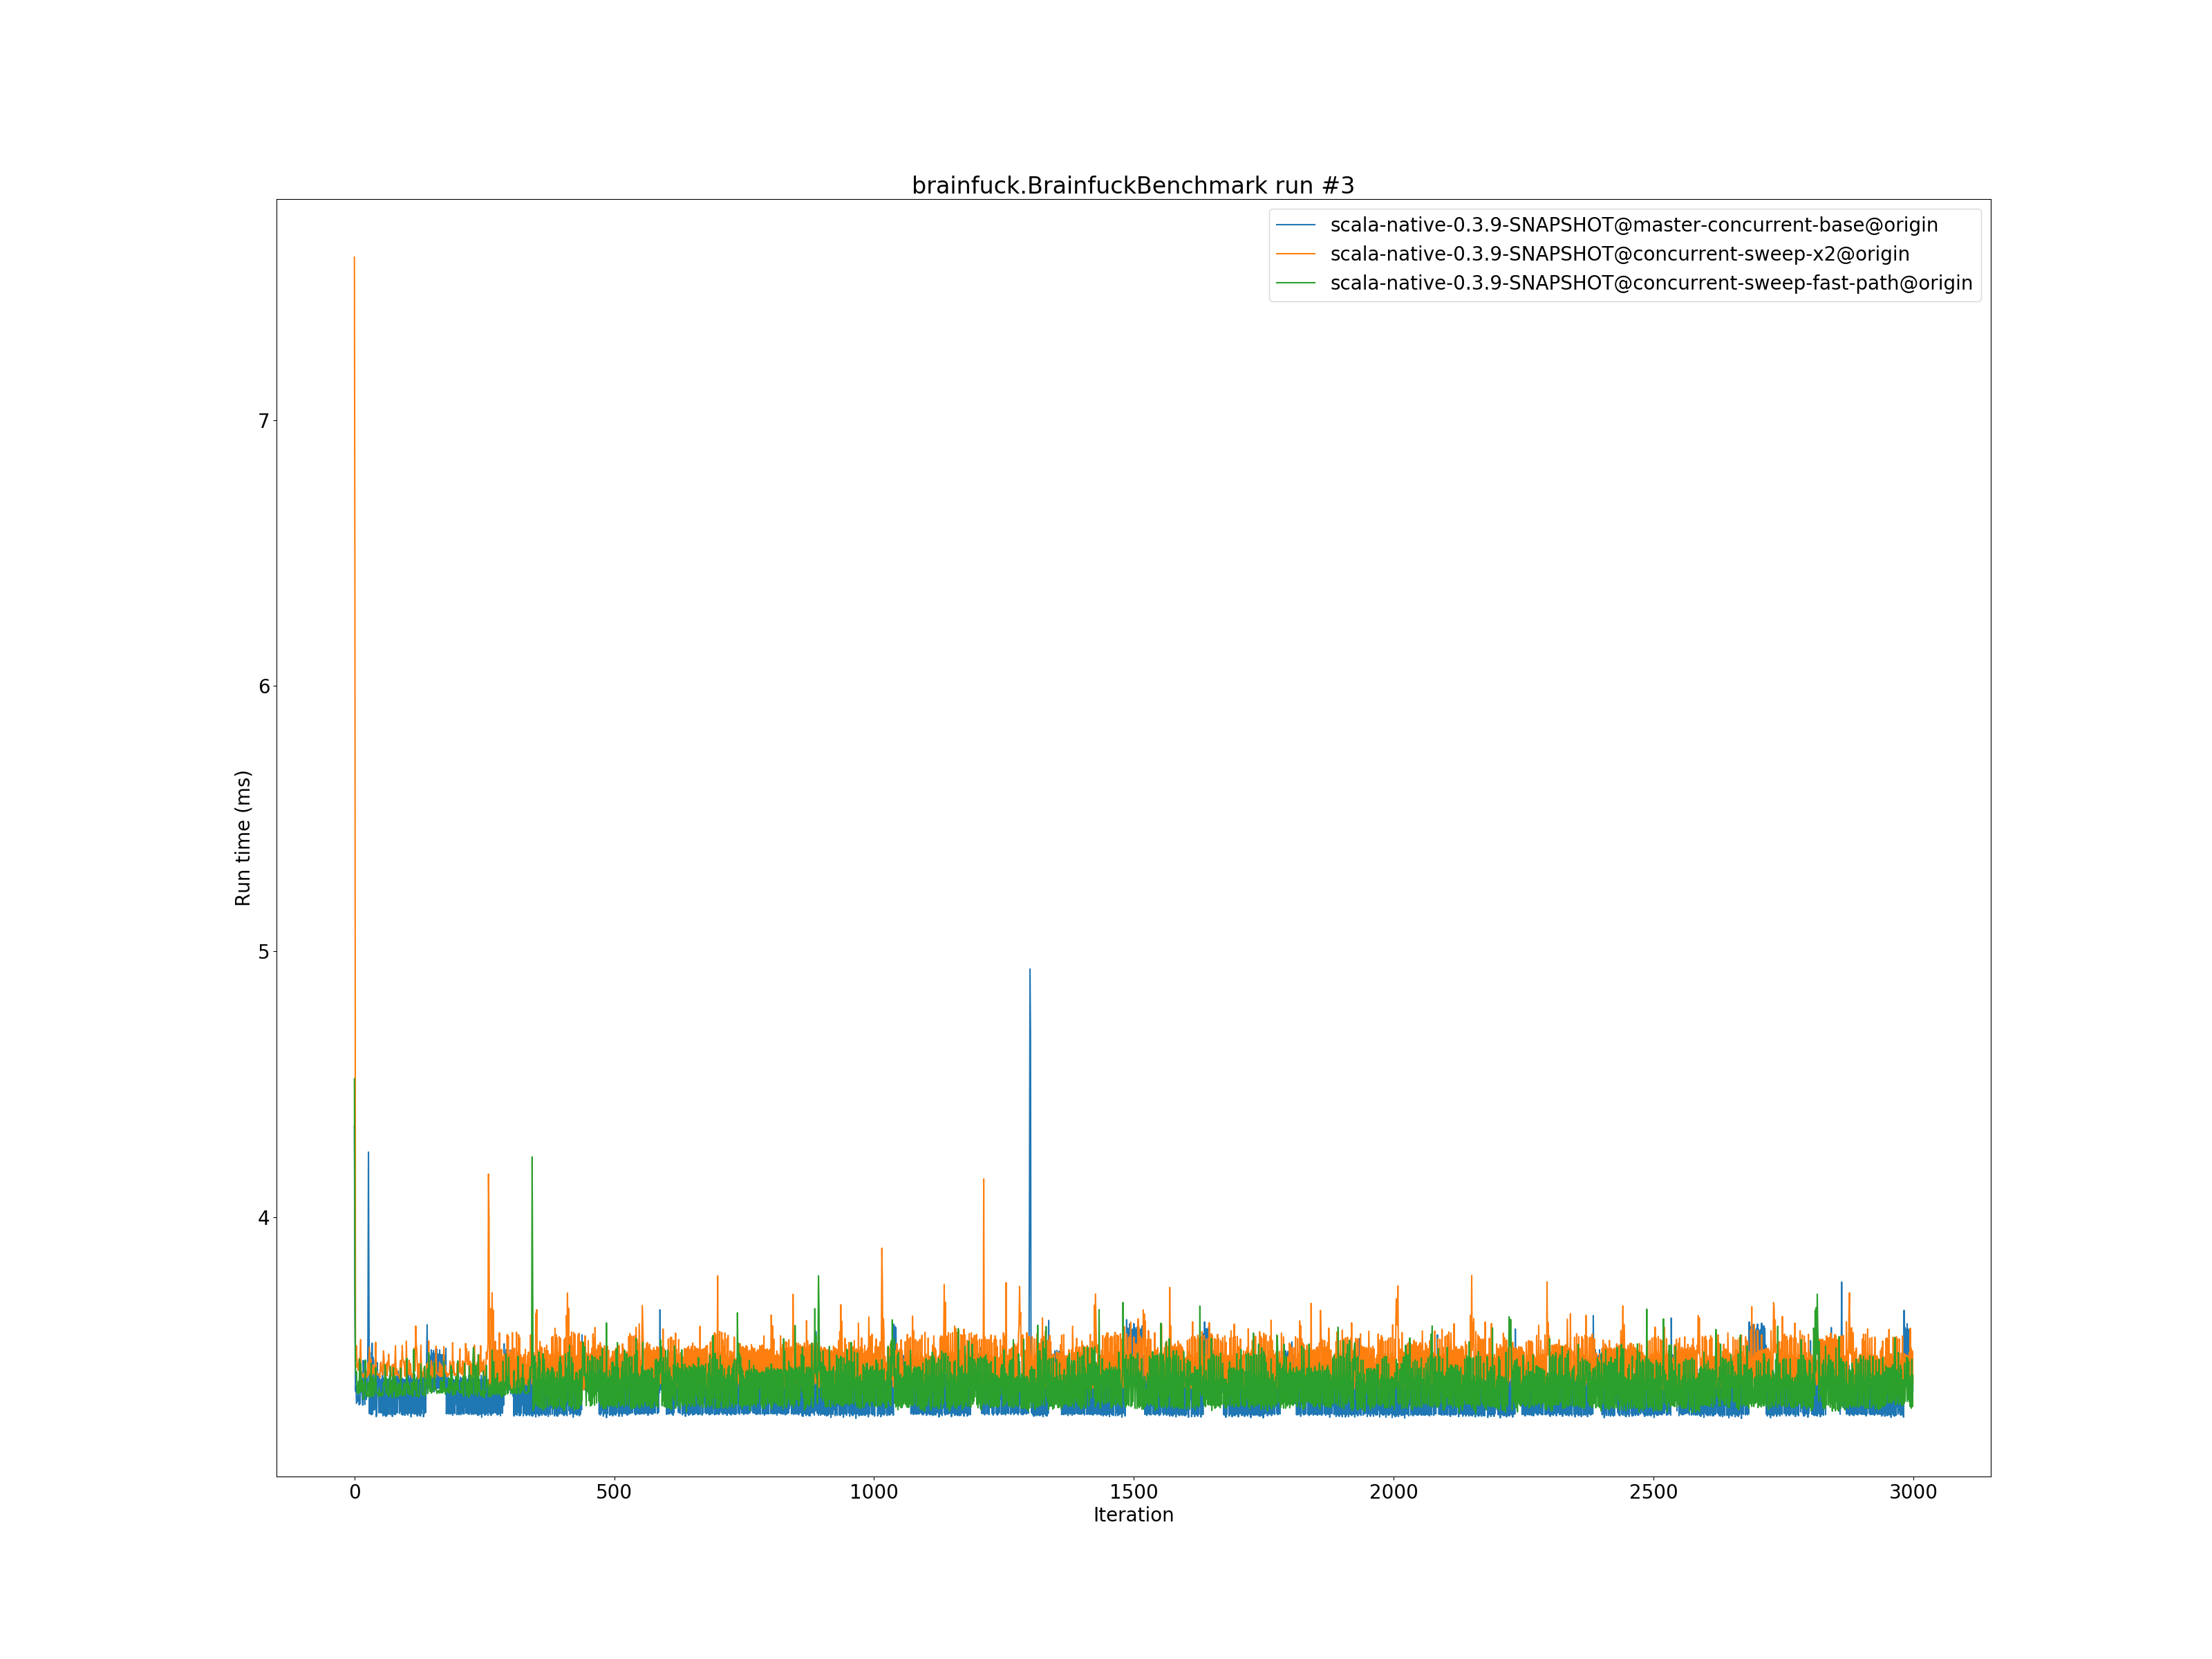 brainfuck.BrainfuckBenchmark run #3
scala-native-0.3.9-SNAPSHOT@master-concurrent-base@origin
scala-native-0.3.9-SNAPSHOT@concurrent-sweep-x2@origin
scala-native-0.3.9-SNAPSHOT@concurrent-sweep-fast-path@origin
7
6
5
4
Run time (ms)
0 500 1000 1500 2000 2500 3000
Iteration